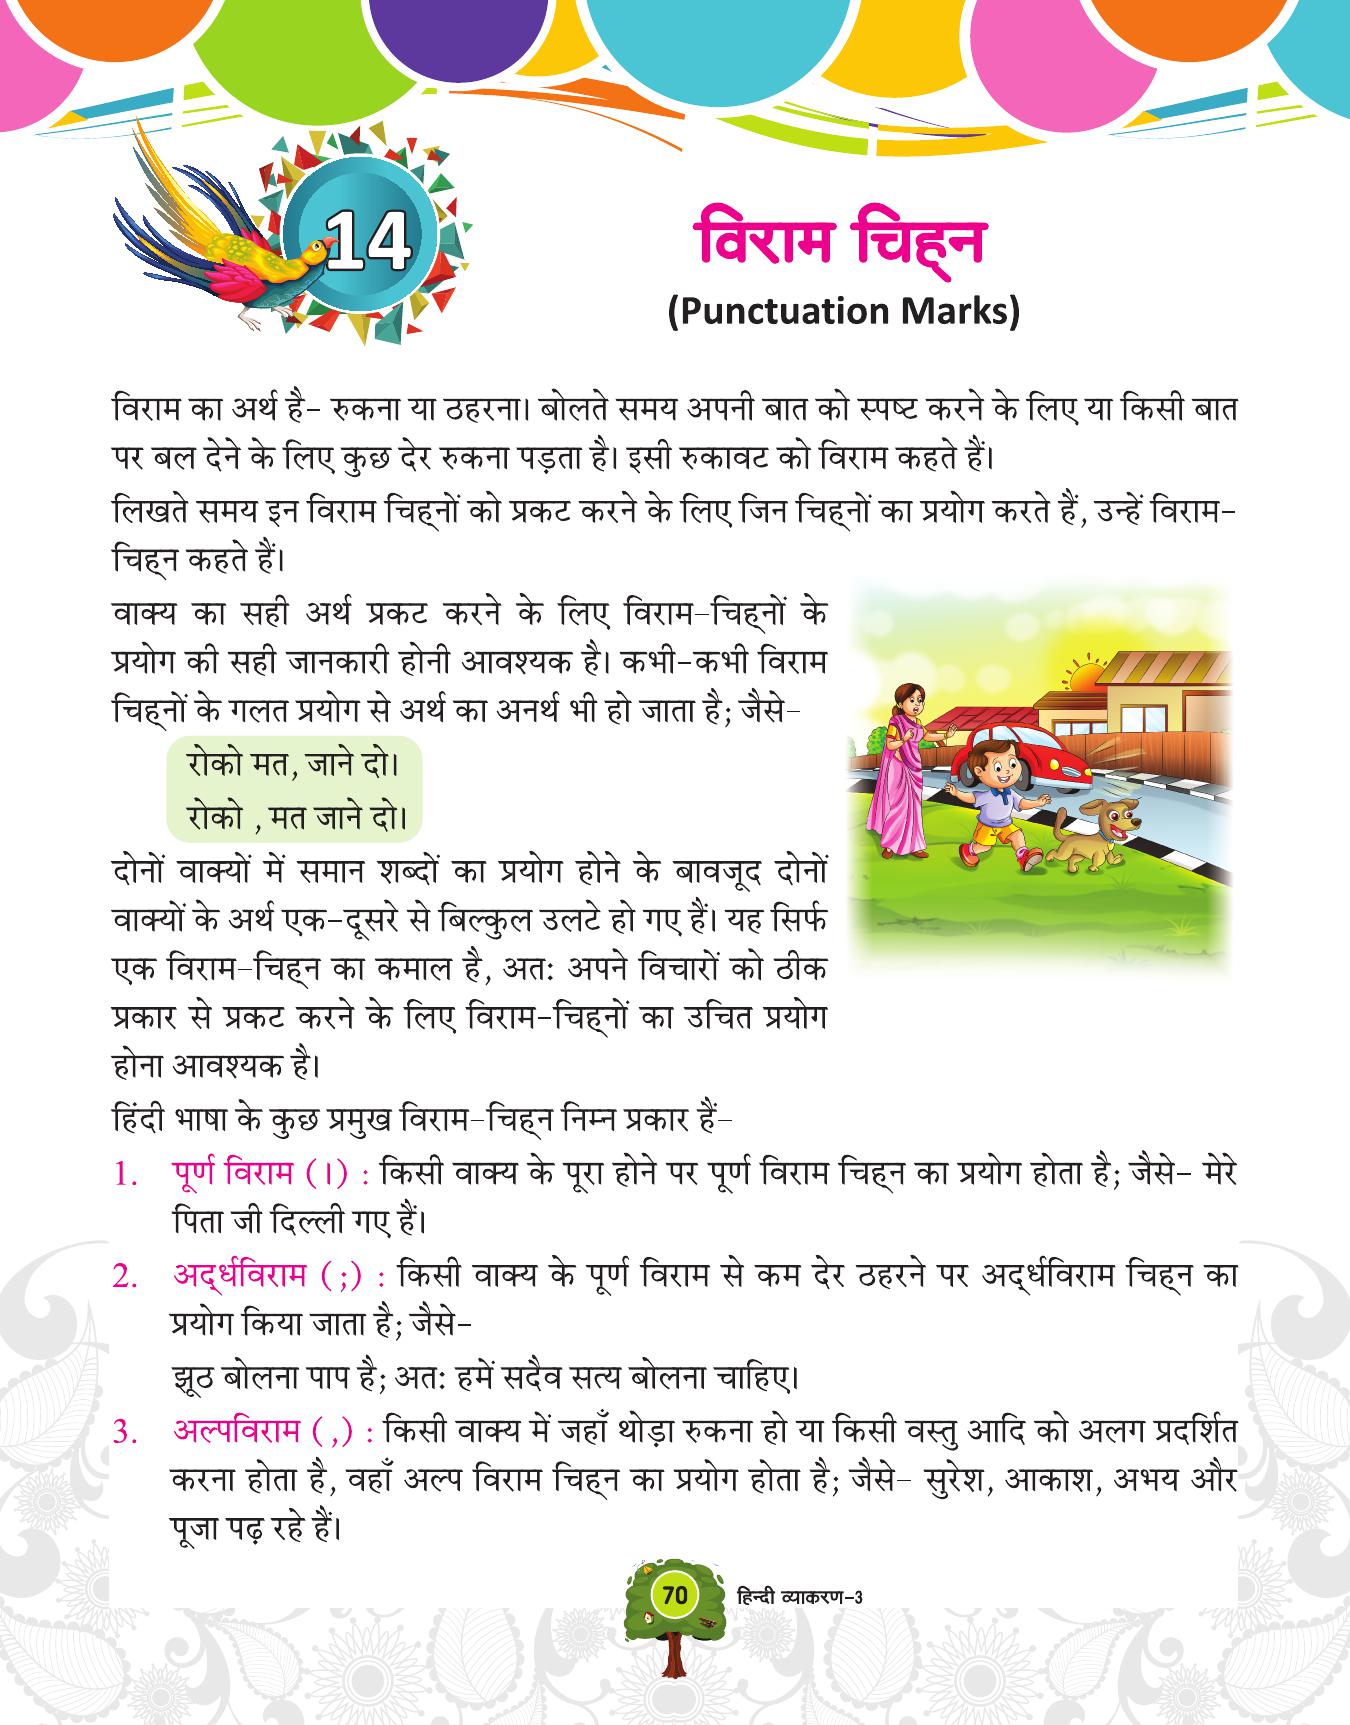 14
विराम चिह्‌न
(Punctuation Marks)
विराम का अर्थ है- रुकना या ठहरना। बोलते समय अपनी बात को स्पष्ट करने के लिए या किसी बात
पर बल देने के लिए कुछ देर रुकना पड़ता है। इसी रुकावट को विराम कहते हैं।
लिखते समय इन विराम चिह्‌नों को प्रकट करने के लिए जिन चिह्‌नों का प्रयोग करते हैं, उन्हें विराम-
चिह्‌न कहते हैं।
वाक्य का सही अर्थ प्रकट करने के लिए विराम-चिह्‌नों के
प्रयोग की सही जानकारी होनी आवश्यक है। कभी-कभी विराम
चिह्‌नों के गलत प्रयोग से अर्थ का अनर्थ भी हो जाता है; जैसे-
रोको मत, जाने दो।
रोको , मत जाने दो।
दोनों वाक्यों में समान शब्दों का प्रयोग होने के बावजूद दोनों
वाक्यों के अर्थ एक-दूसरे से बिल्कुल उलटे हो गए हैं। यह सिर्फ
एक विराम-चिह्‌न का कमाल है, अतः अपने विचारों को ठीक
प्रकार से प्रकट करने के लिए विराम-चिह्‌नों का उचित प्रयोग
होना आवश्यक है।
हिंदी भाषा के कुछ प्रमुख विराम-चिह्‌न निम्न प्रकार हैं-
1. पूर्ण विराम (।) : किसी वाक्य के पूरा होने पर पूर्ण विराम चिह्‌न का प्रयोग होता है; जैसे- मेरे
पिता जी दिल्ली गए हैं।
2. अद्‌र्धविराम (;) : किसी वाक्य के पूर्ण विराम से कम देर ठहरने पर अद्‌र्धविराम चिह्‌न का
प्रयोग किया जाता है; जैसे-
झूठ बोलना पाप है; अतः हमें सदैव सत्य बोलना चाहिए।
3. अल्पविराम (,) : किसी वाक्य में जहाँ थोड़ा रुकना हो या किसी वस्तु आदि को अलग प्रदर्शित
करना होता है, वहाँ अल्प विराम चिह्‌न का प्रयोग होता है; जैसे- सुरेश, आकाश, अभय और
पूजा पढ़ रहे हैं।
70 हिन्दी व्याकरण-3